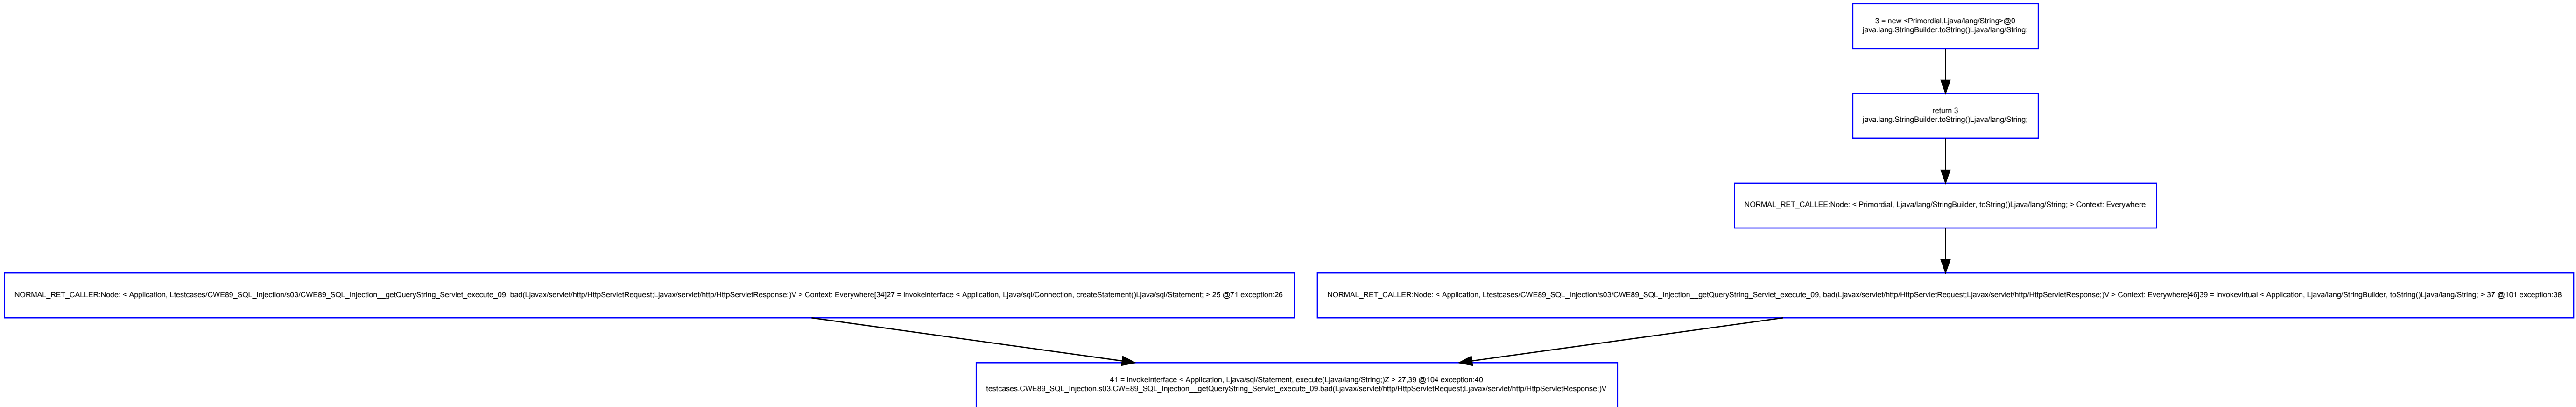 3 = new <Primordial,Ljava/lang/String>@0
java.lang.StringBuilder.toString()Ljava/lang/String;
return 3
java.lang.StringBuilder.toString()Ljava/lang/String;
NORMAL_RET_CALLEE:Node: < Primordial, Ljava/lang/StringBuilder, toString()Ljava/lang/String; > Context: Everywhere
NORMAL_RET_CALLER:Node: < Application, Ltestcases/CWE89_SQL_Injection/s03/CWE89_SQL_Injection__getQueryString_Servlet_execute_09, bad(Ljavax/servlet/http/HttpServletRequest;Ljavax/servlet/http/HttpServletResponse;)V > Context: Everywhere[34]27 = invokeinterface < Application, Ljava/sql/Connection, createStatement()Ljava/sql/Statement; > 25 @71 exception:26
NORMAL_RET_CALLER:Node: < Application, Ltestcases/CWE89_SQL_Injection/s03/CWE89_SQL_Injection__getQueryString_Servlet_execute_09, bad(Ljavax/servlet/http/HttpServletRequest;Ljavax/servlet/http/HttpServletResponse;)V > Context: Everywhere[46]39 = invokevirtual < Application, Ljava/lang/StringBuilder, toString()Ljava/lang/String; > 37 @101 exception:38
41 = invokeinterface < Application, Ljava/sql/Statement, execute(Ljava/lang/String;)Z > 27,39 @104 exception:40
testcases.CWE89_SQL_Injection.s03.CWE89_SQL_Injection__getQueryString_Servlet_execute_09.bad(Ljavax/servlet/http/HttpServletRequest;Ljavax/servlet/http/HttpServletResponse;)V